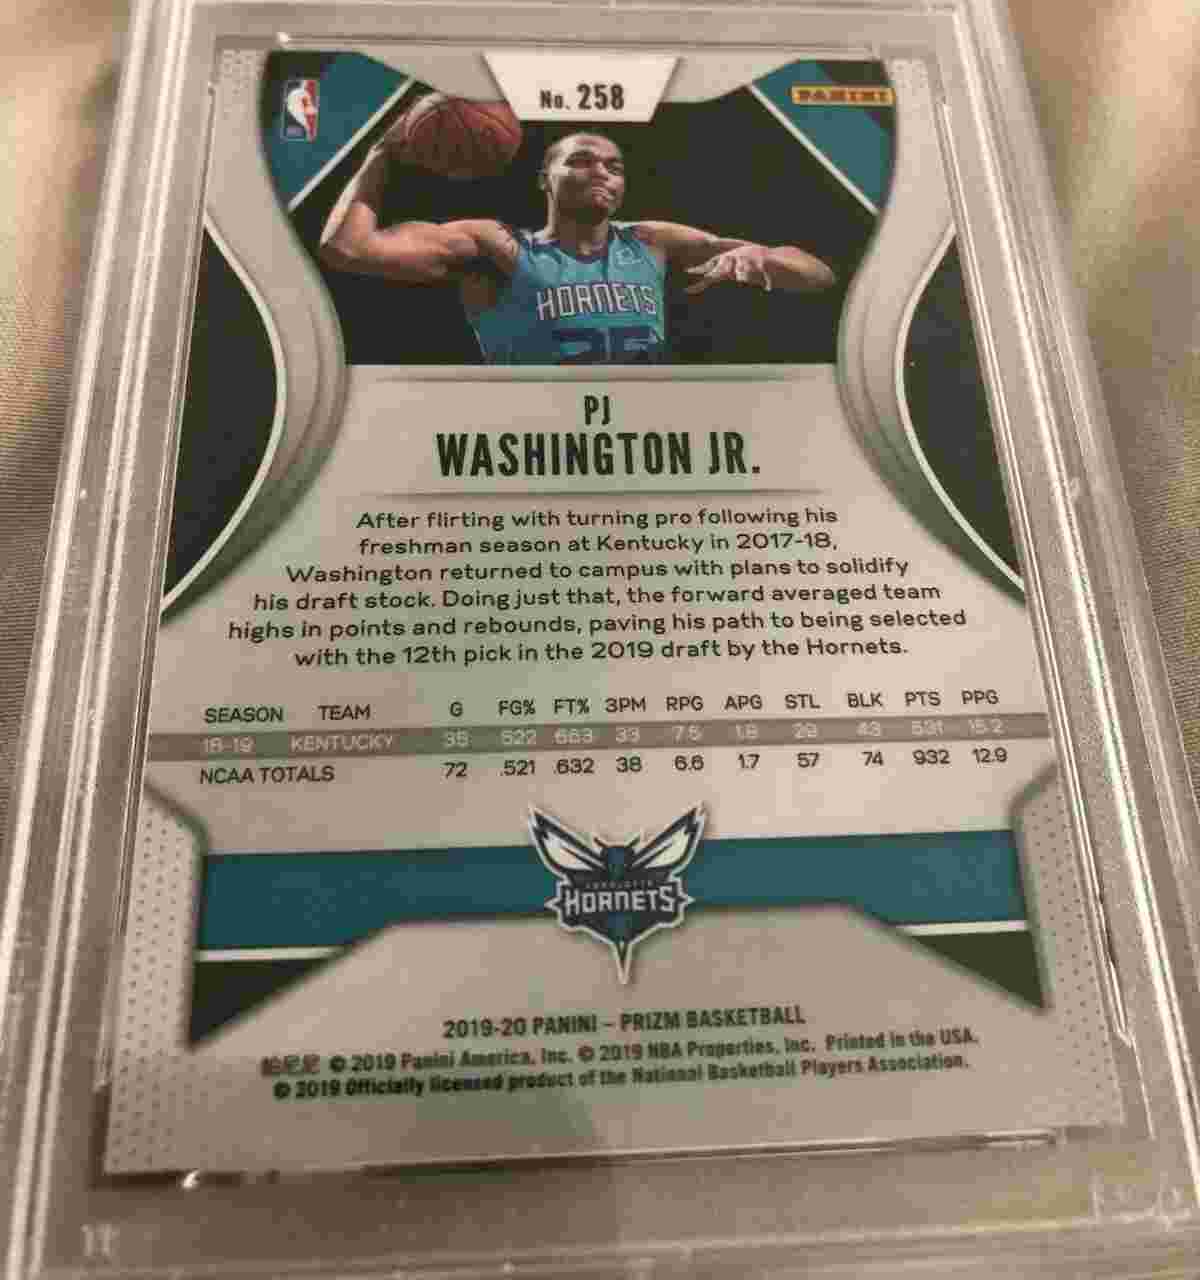 No. 258
PANINI
HORNETS
25
PJ
WASHINGTON JR.
After flirting with turning pro following his
freshman season at Kentucky in 2017-18,
Washington returned to campus with plans to solidify
his draft stock. Doing just that, the forward averaged team
highs in points and rebounds, paving his path to being selected
with the 12th pick in the 2019 draft by the Hornets.
SEASON TEAM G FG% FT% 3PM RPG APG STL BLK PTS PPG
18-19 KENTUCKY 35 .522 .663 33 7.5 1.8 29 43 531 15.2
NCAA TOTALS 72 .521 .632 38 6.6 1.7 57 74 932 12.9
CHARLOTTE
HORNETS
2019-20 PANINI – PRIZM BASKETBALL
帕尼尼 © 2019 Panini America, Inc. © 2019 NBA Properties, Inc. Printed in the USA.
© 2019 Officially licensed product of the National Basketball Players Association.